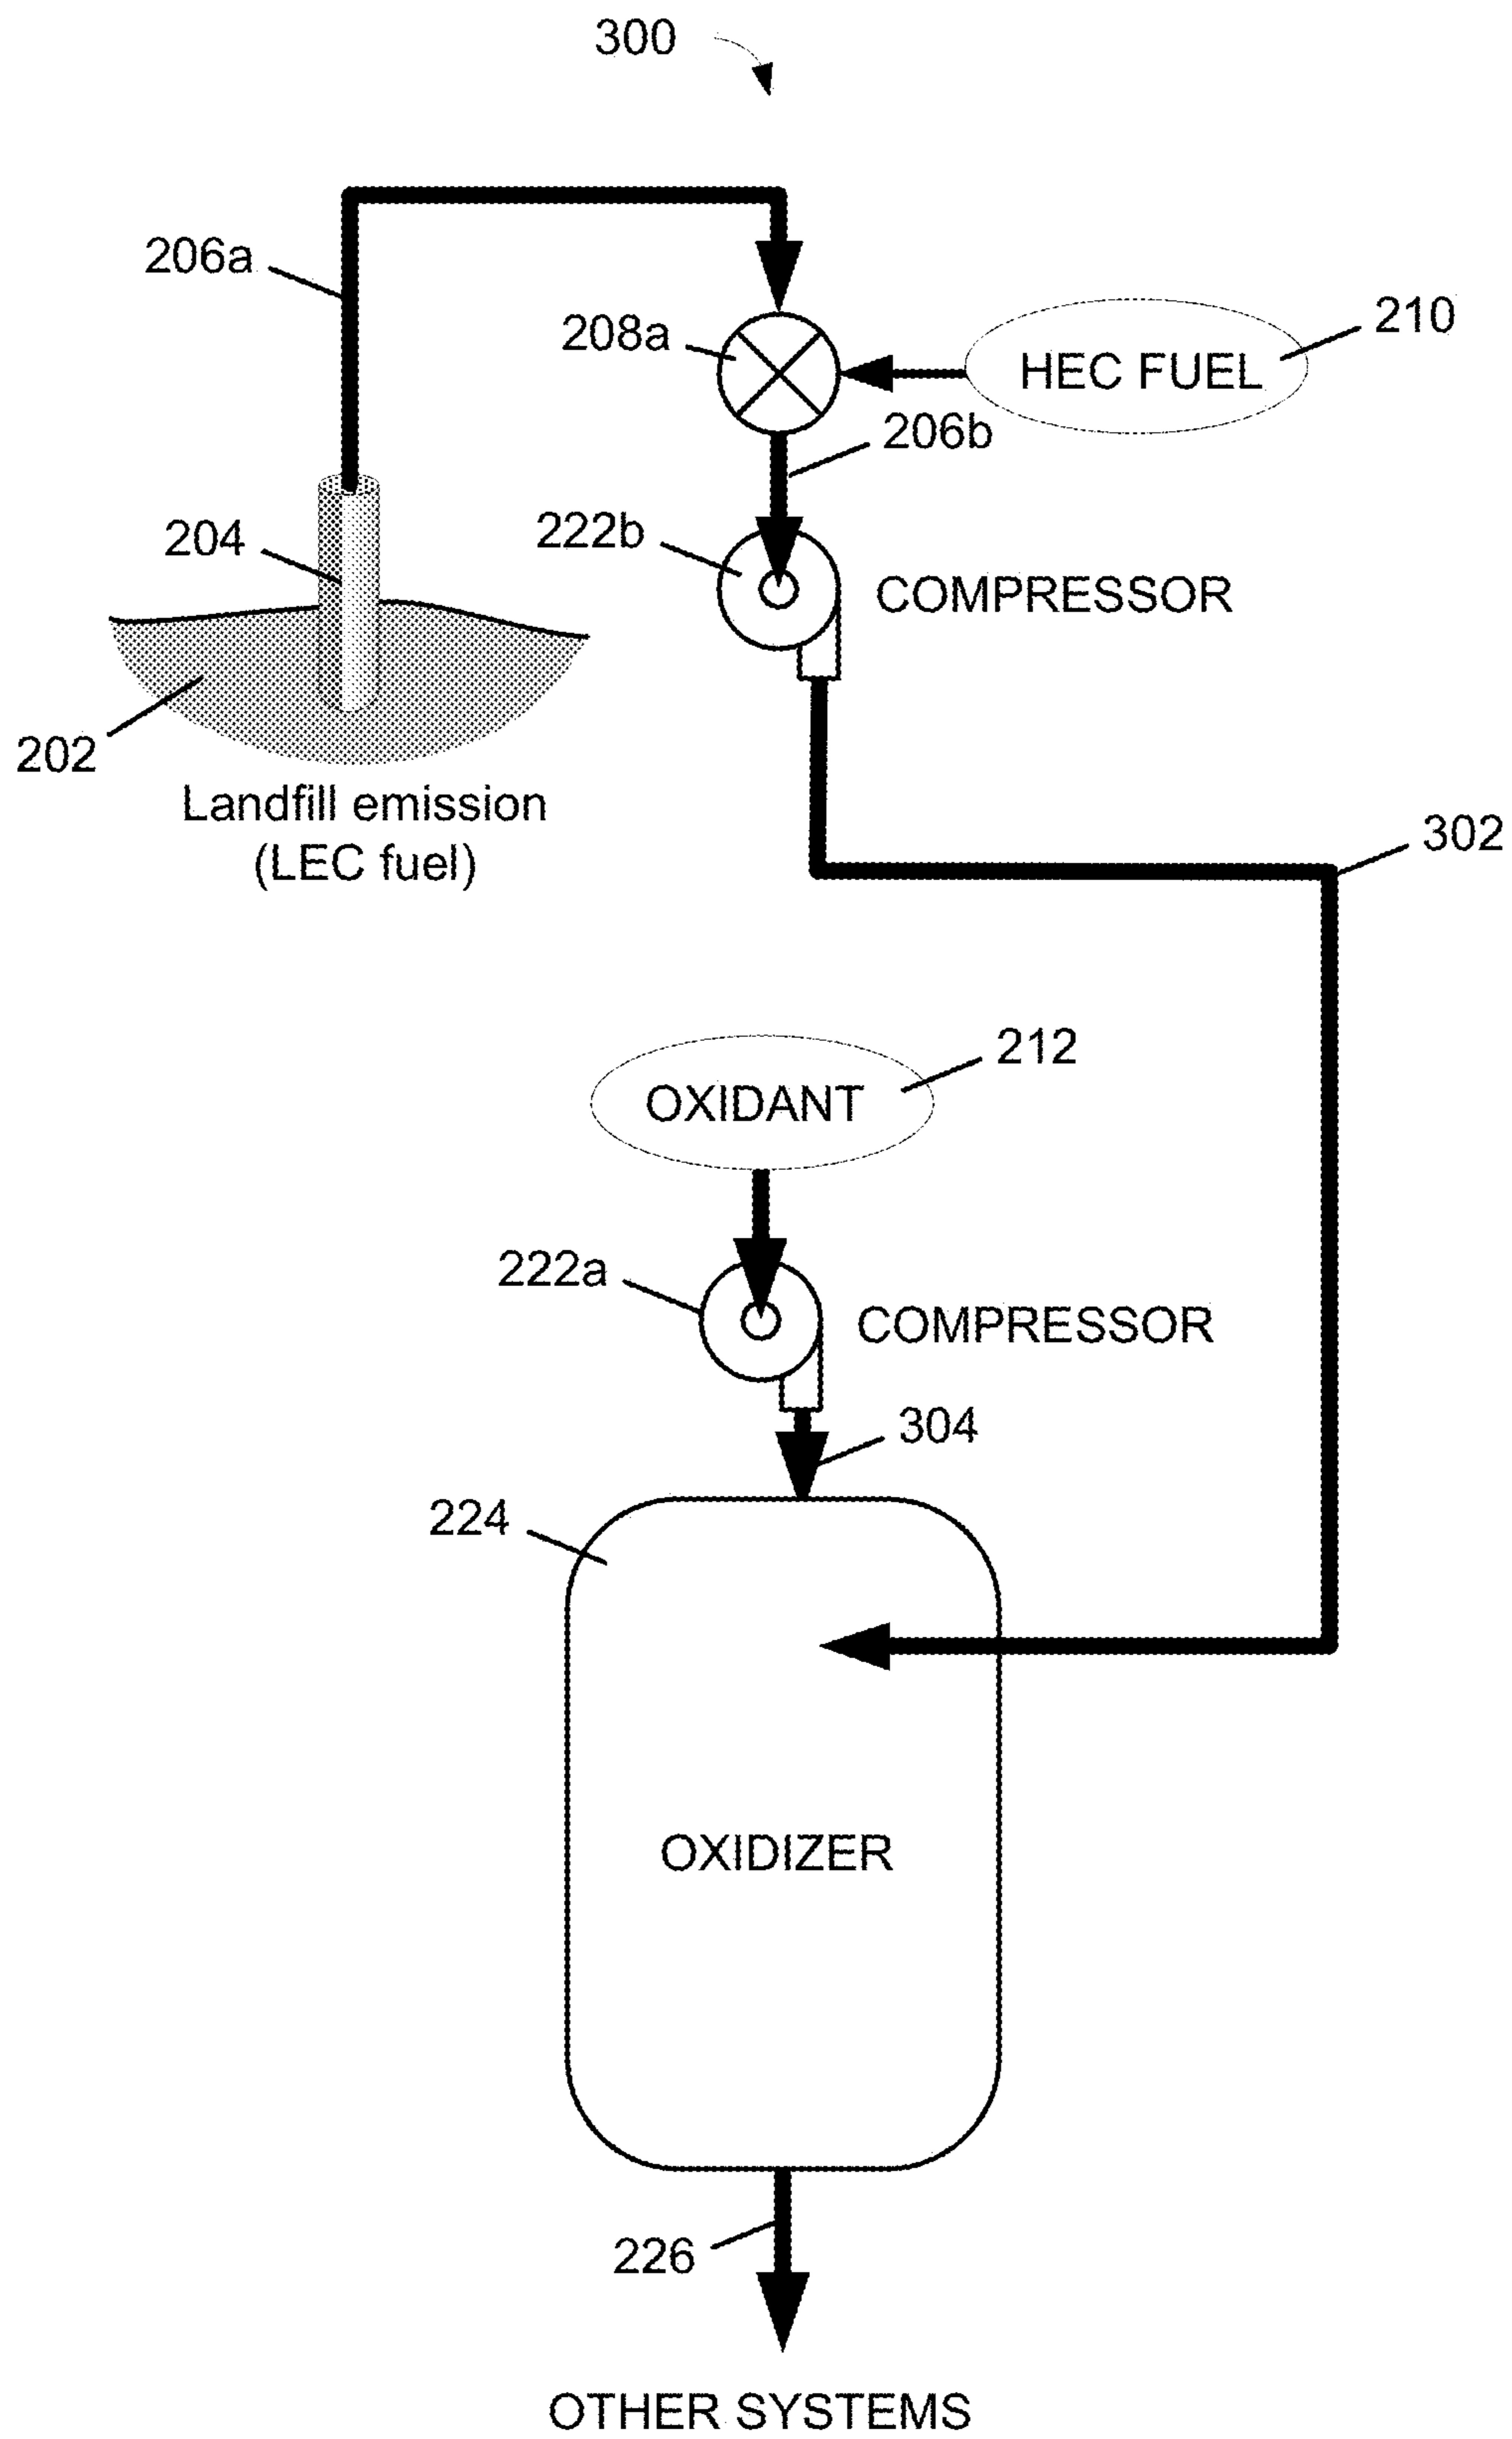 300
206a
208a
HEC FUEL
210
206b
204
222b
COMPRESSOR
202
Landfill emission
(LEC fuel)
302
212
OXIDANT
222a
COMPRESSOR
304
224
OXIDIZER
226
OTHER SYSTEMS